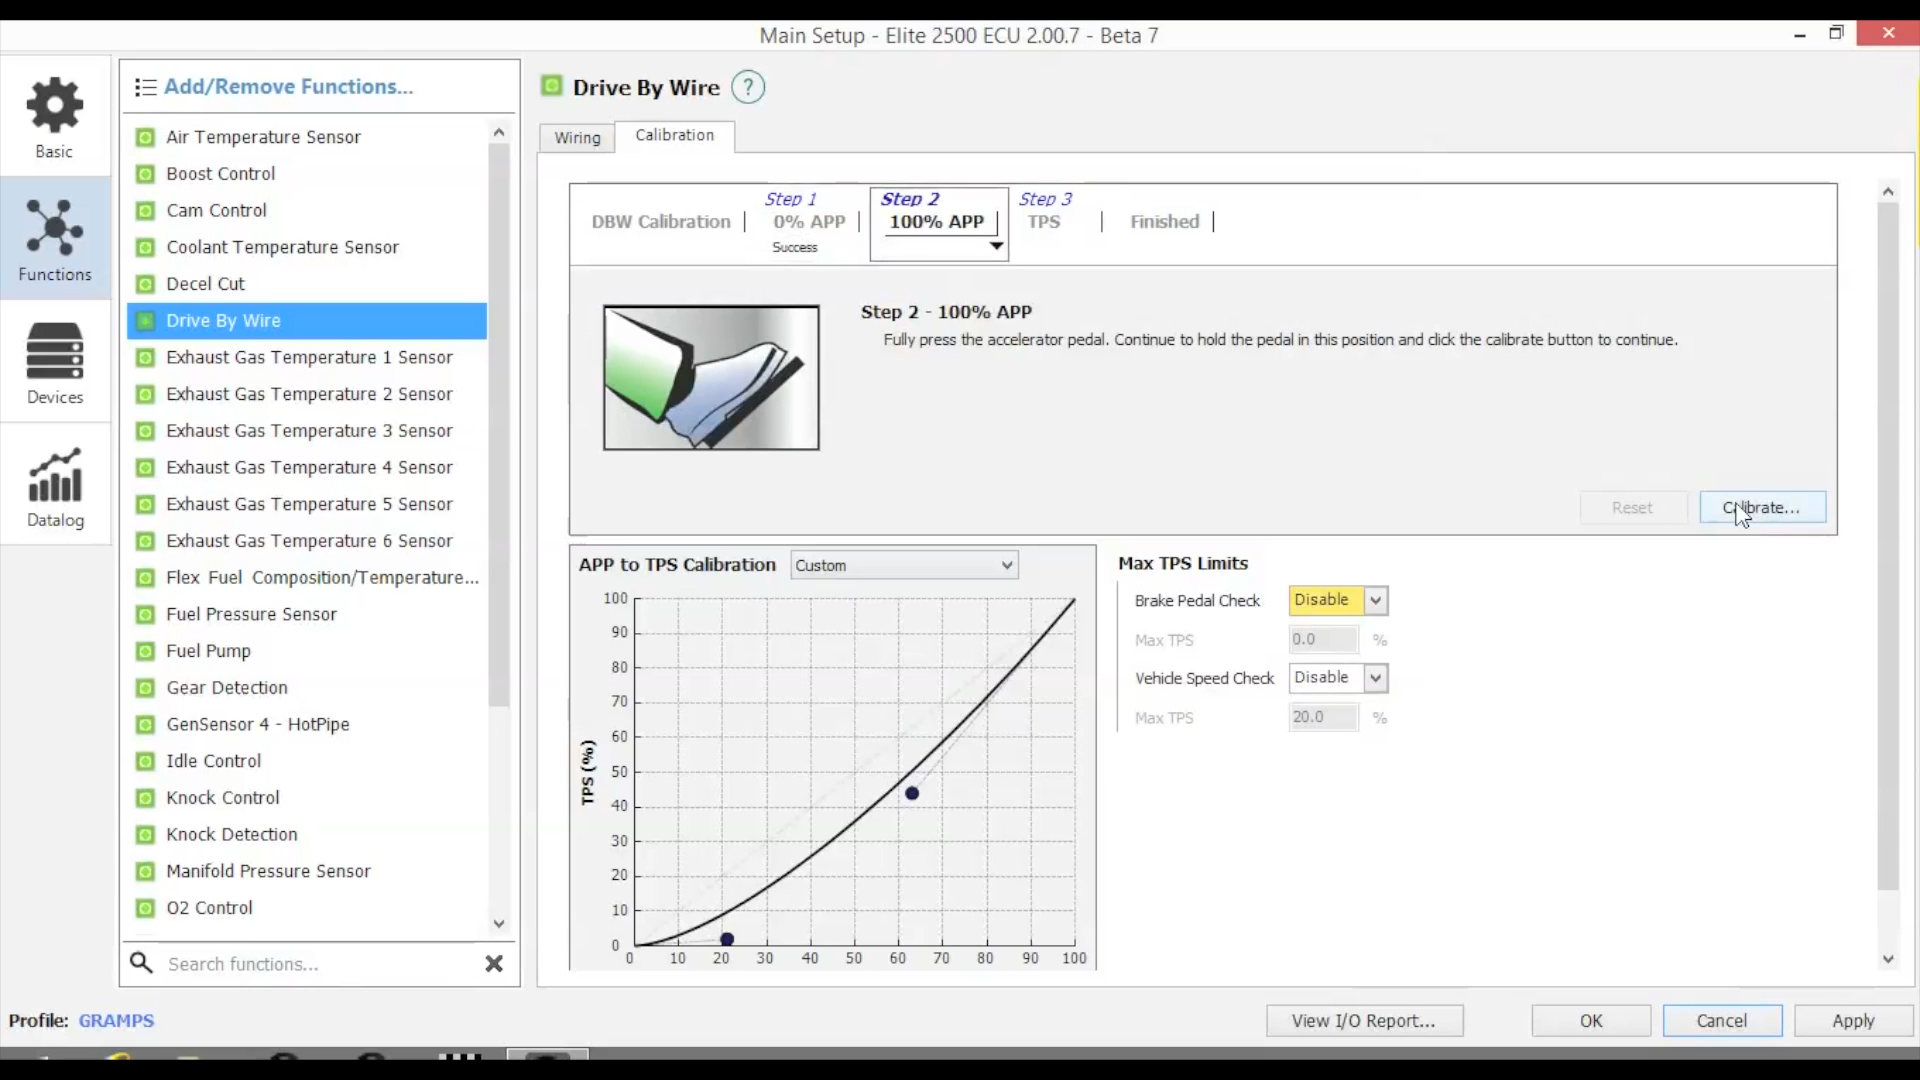 Main Setup - Elite 2500 ECU 2.00.7 - Beta 7
Basic
Functions
Devices
Datalog
Add/Remove Functions...
Air Temperature Sensor
Boost Control
Cam Control
Coolant Temperature Sensor
Decel Cut
Drive By Wire
Exhaust Gas Temperature 1 Sensor
Exhaust Gas Temperature 2 Sensor
Exhaust Gas Temperature 3 Sensor
Exhaust Gas Temperature 4 Sensor
Exhaust Gas Temperature 5 Sensor
Exhaust Gas Temperature 6 Sensor
Flex Fuel Composition/Temperature...
Fuel Pressure Sensor
Fuel Pump
Gear Detection
GenSensor 4 - HotPipe
Idle Control
Knock Control
Knock Detection
Manifold Pressure Sensor
O2 Control
Search functions...
Drive By Wire ?
Wiring Calibration
Step 1 Step 2 Step 3
DBW Calibration 0% APP 100% APP TPS Finished
Success
Step 2 - 100% APP
Fully press the accelerator pedal. Continue to hold the pedal in this position and click the calibrate button to continue.
Reset Calibrate...
APP to TPS Calibration Custom
TPS (%)
100
90
80
70
60
50
40
30
20
10
0
0 10 20 30 40 50 60 70 80 90 100
Max TPS Limits
Brake Pedal Check Disable
Max TPS 0.0 %
Vehicle Speed Check Disable
Max TPS 20.0 %
Profile: GRAMPS
View I/O Report... OK Cancel Apply